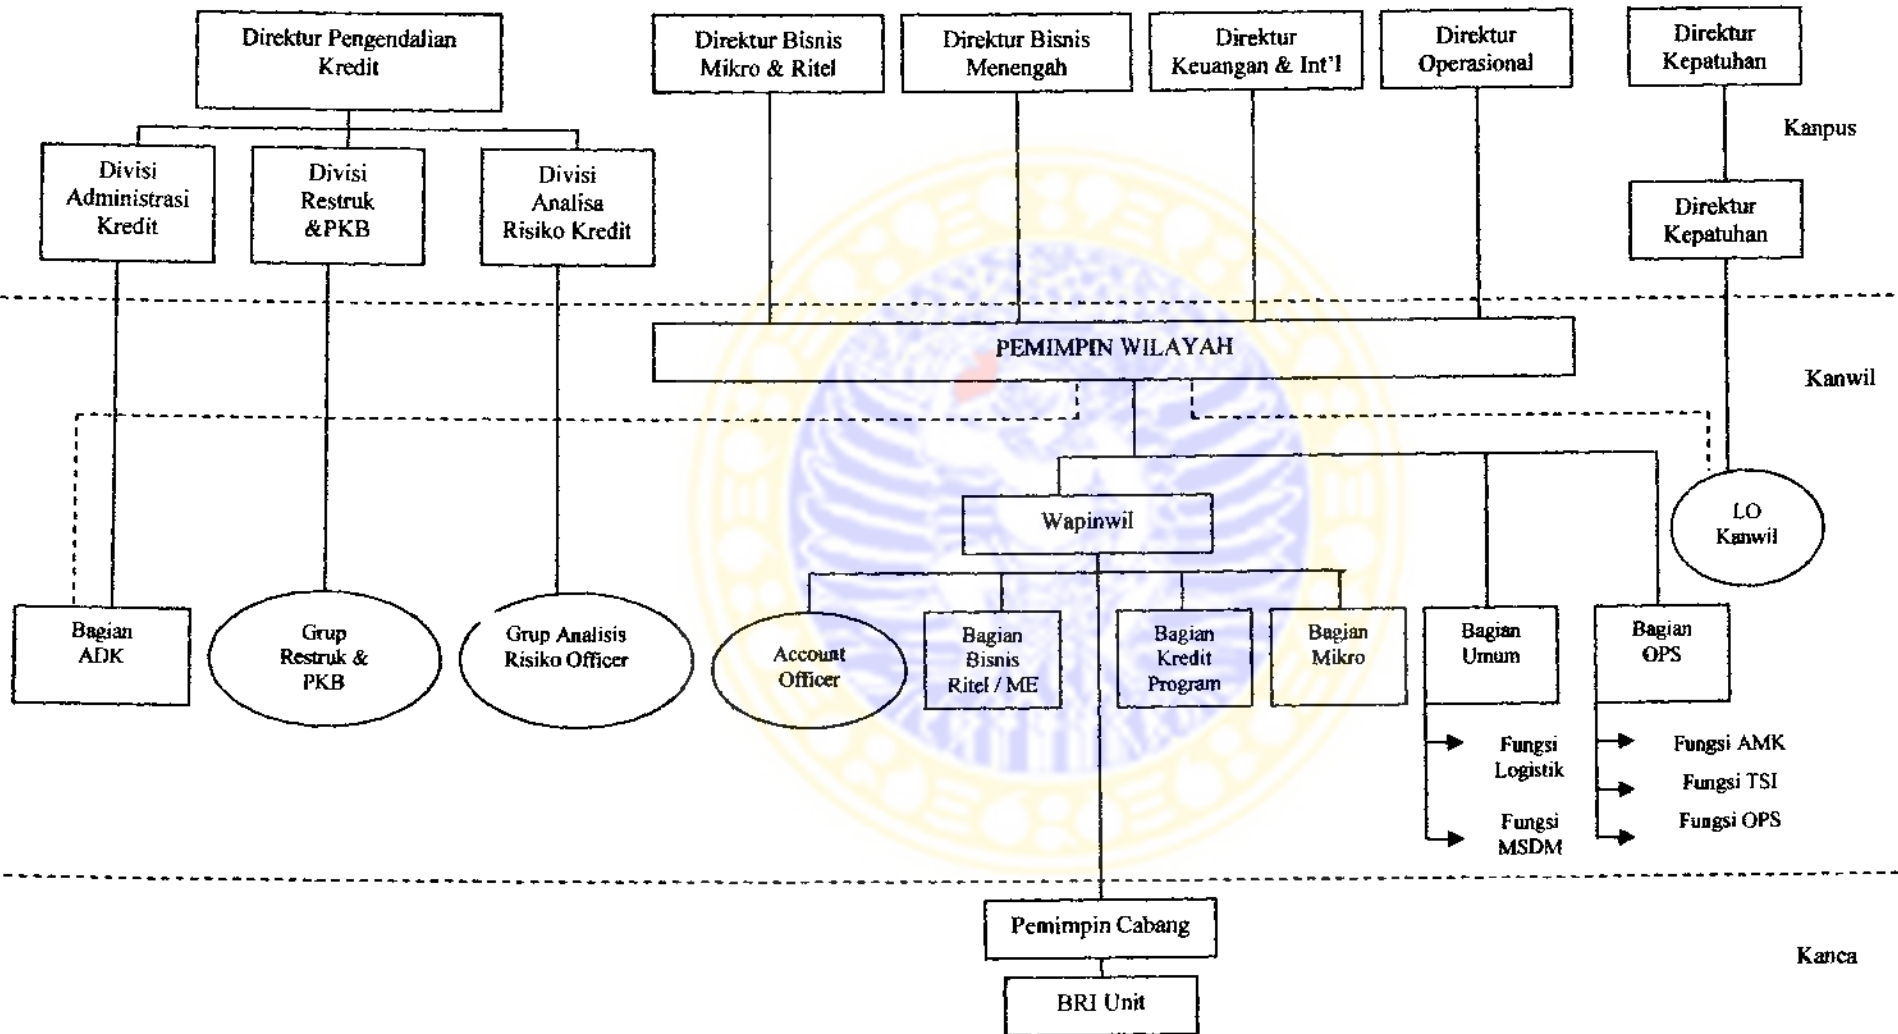 Direktur Pengendalian
Kredit
Direktur Bisnis
Mikro & Ritel
Direktur Bisnis
Menengah
Direktur
Keuangan & Int'l
Direktur
Operasional
Direktur
Kepatuhan
Kanpus
Divisi
Administrasi
Kredit
Divisi
Restruk
&PKB
Divisi
Analisa
Risiko Kredit
Direktur
Kepatuhan
PEMIMPIN WILAYAH
Kanwil
Wapinwil
LO
Kanwil
Bagian
ADK
Grup
Restruk &
PKB
Grup Analisis
Risiko Officer
Account
Officer
Bagian
Bisnis
Ritel / ME
Bagian
Kredit
Program
Bagian
Mikro
Bagian
Umum
Bagian
OPS
Fungsi
Logistik
Fungsi
MSDM
Fungsi AMK
Fungsi TSI
Fungsi OPS
Pemimpin Cabang
Kanca
BRI Unit